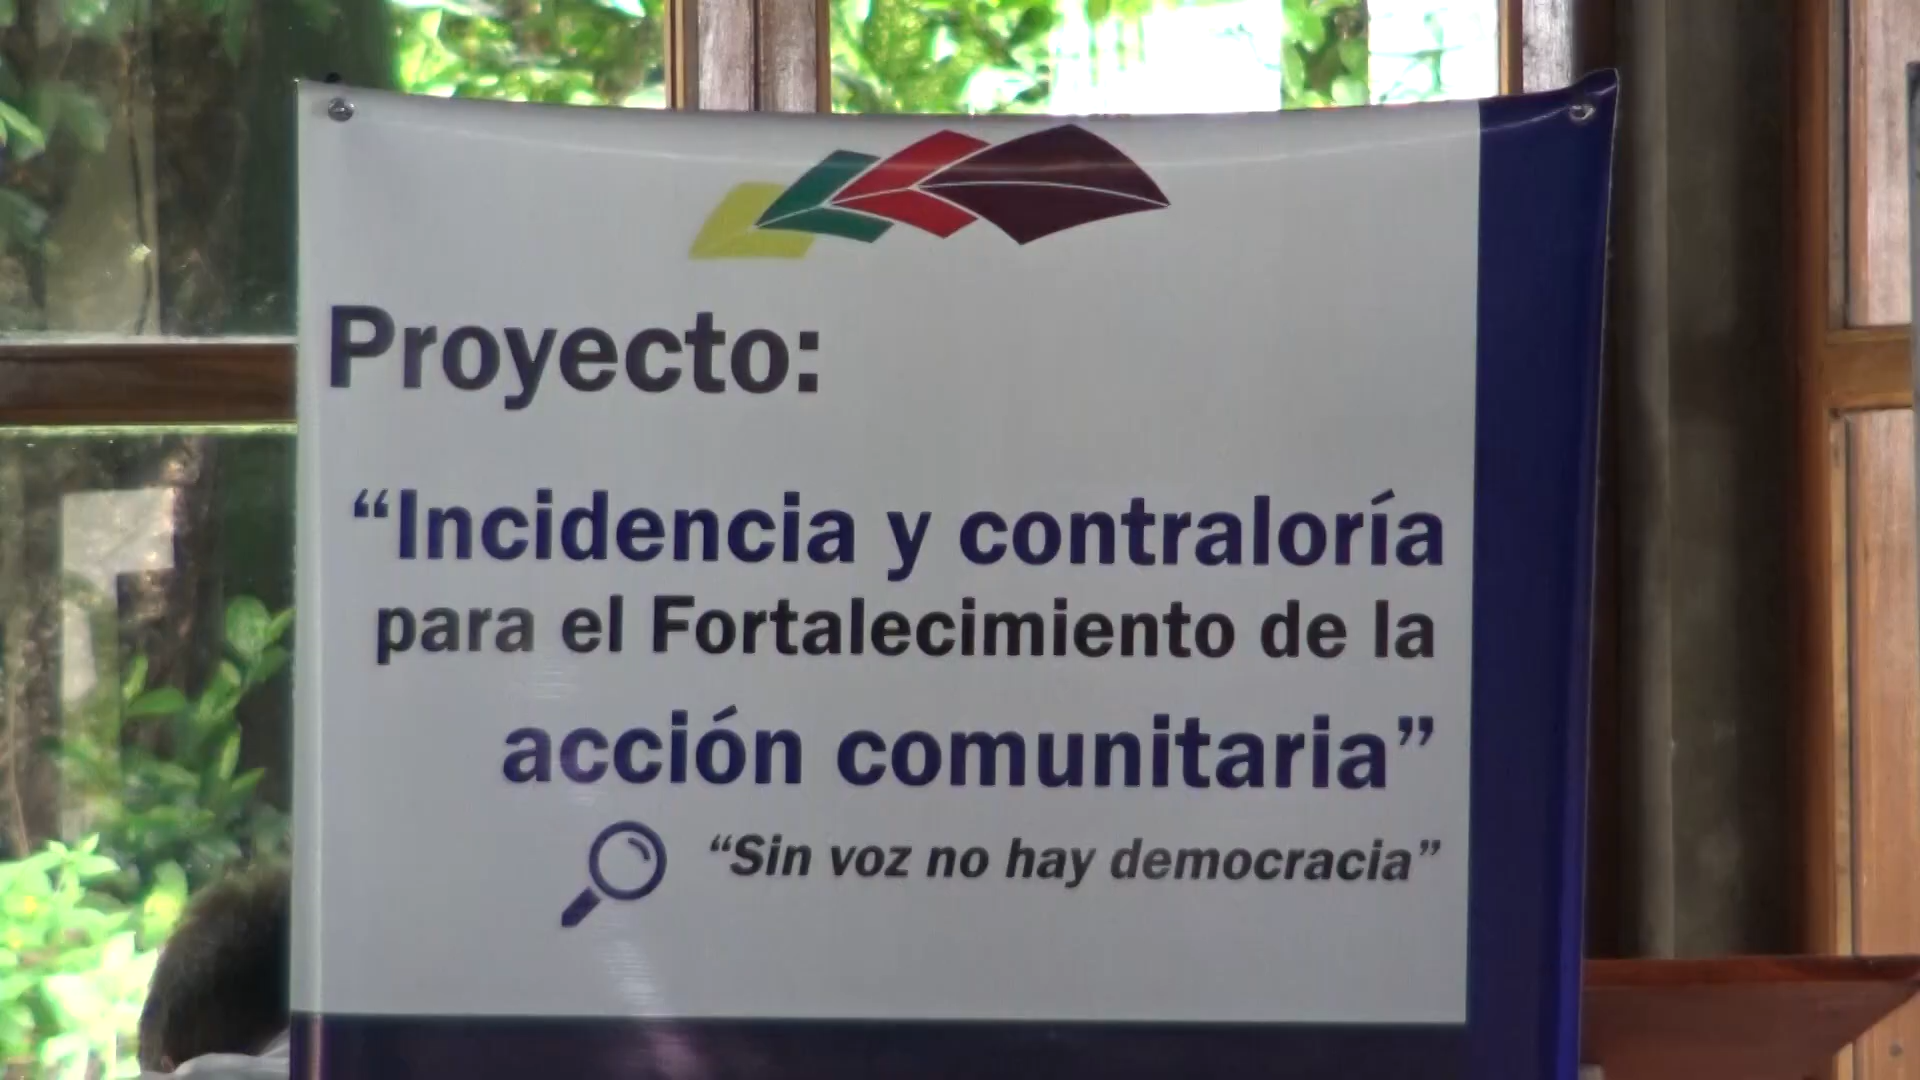 Proyecto:
“Incidencia y contraloría
para el Fortalecimiento de la
acción comunitaria”
“Sin voz no hay democracia”